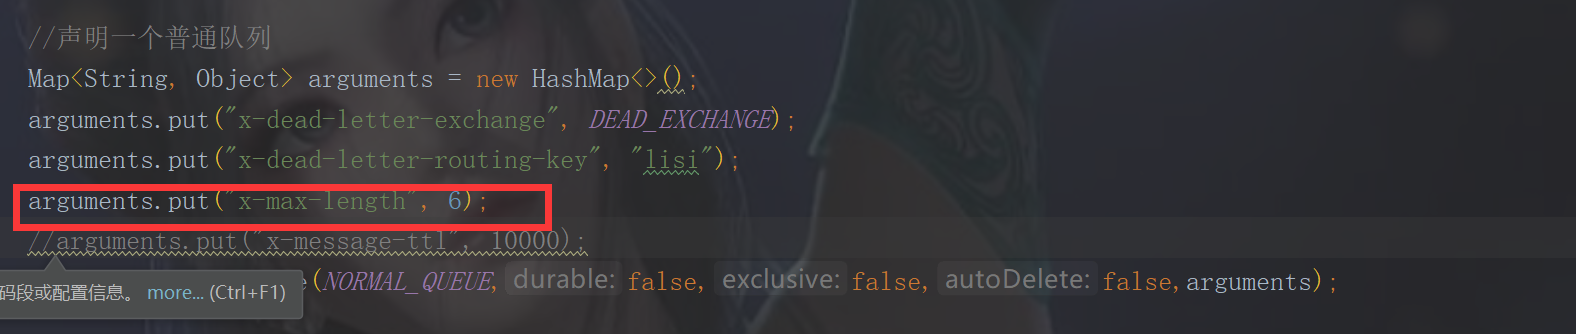 //声明一个普通队列
Map<String, Object> arguments = new HashMap<>();
arguments.put("x-dead-letter-exchange", DEAD_EXCHANGE);
arguments.put("x-dead-letter-routing-key", "lisi");
arguments.put("x-max-length", 6);
//arguments.put("x-message-ttl", 10000);
e(NORMAL_QUEUE, durable: false, exclusive: false, autoDelete: false,arguments);
码段或配置信息。 more... (Ctrl+F1)